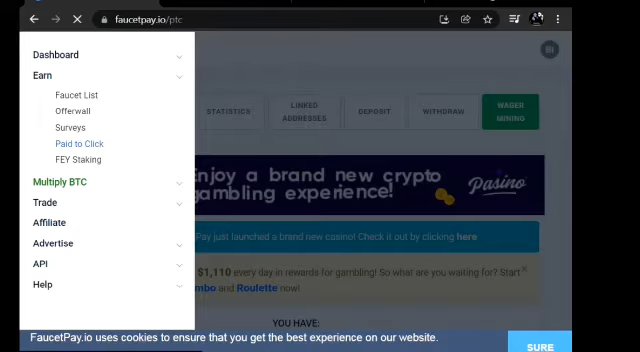 faucetpay.io/ptc
Dashboard
Earn
Faucet List
Offerwall
Surveys
Paid to Click
FEY Staking
Multiply BTC
Trade
Affiliate
Advertise
API
Help
STATISTICS
LINKED
ADDRESSES
DEPOSIT
WITHDRAW
WAGER
MINING
njoy a brand new crypto
gambling experience!
Pasino
Pay just launched a brand new casino! Check it out by clicking here
$1,110 every day in rewards for gambling! So what are you waiting for? Start
mbo and Roulette now!
YOU HAVE:
FaucetPay.io uses cookies to ensure that you get the best experience on our website.
SURE